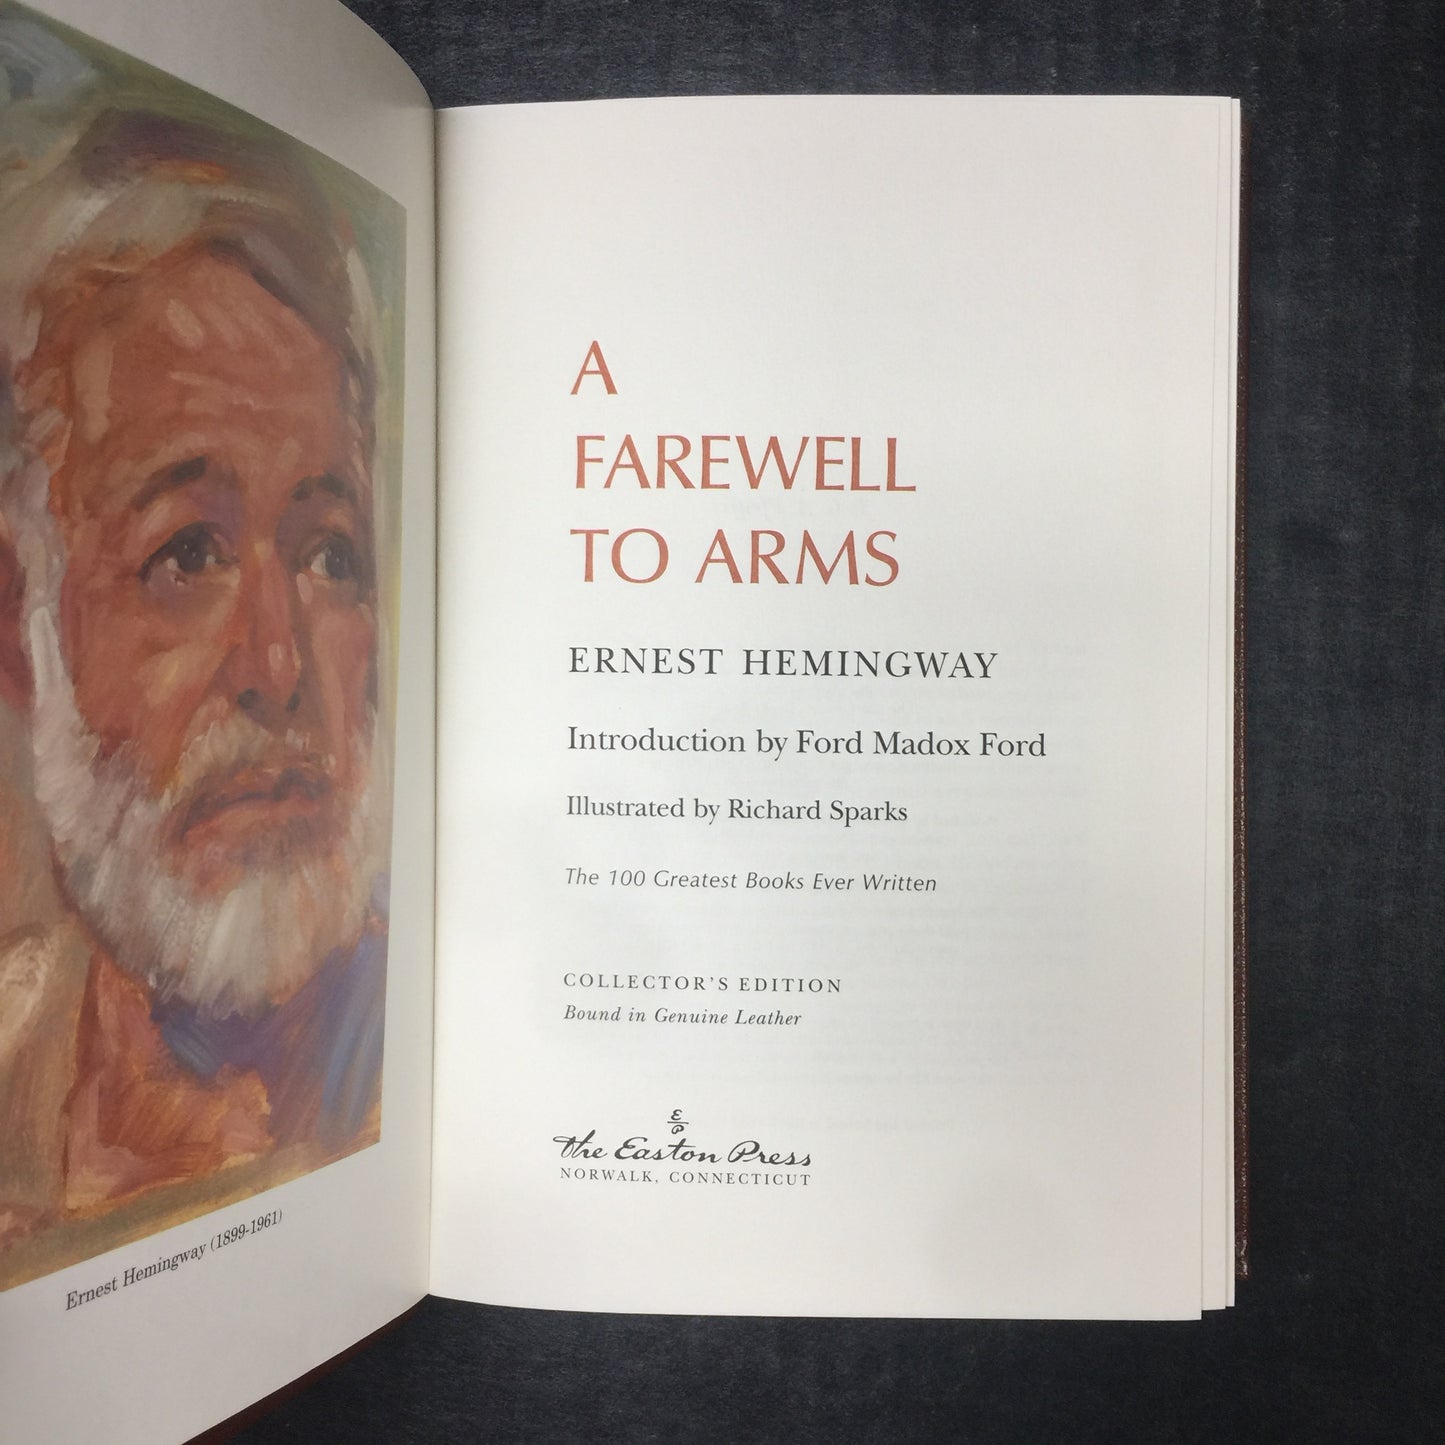 Ernest Hemingway (1899-1961)
A
FAREWELL
TO ARMS
ERNEST HEMINGWAY
Introduction by Ford Madox Ford
Illustrated by Richard Sparks
The 100 Greatest Books Ever Written
COLLECTOR'S EDITION
Bound in Genuine Leather
E
P
The Easton Press
NORWALK, CONNECTICUT